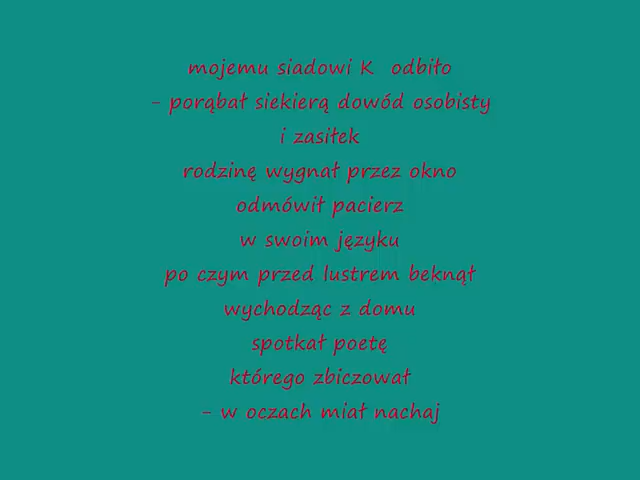 mojemu siadowi K odbiło
- porąbał siekierą dowód osobisty
i zasiłek
rodzinę wygnał przez okno
odmówił pacierz
w swoim języku
po czym przed lustrem beknął
wychodząc z domu
spotkał poetę
którego zbiczował
- w oczach miał nachaj